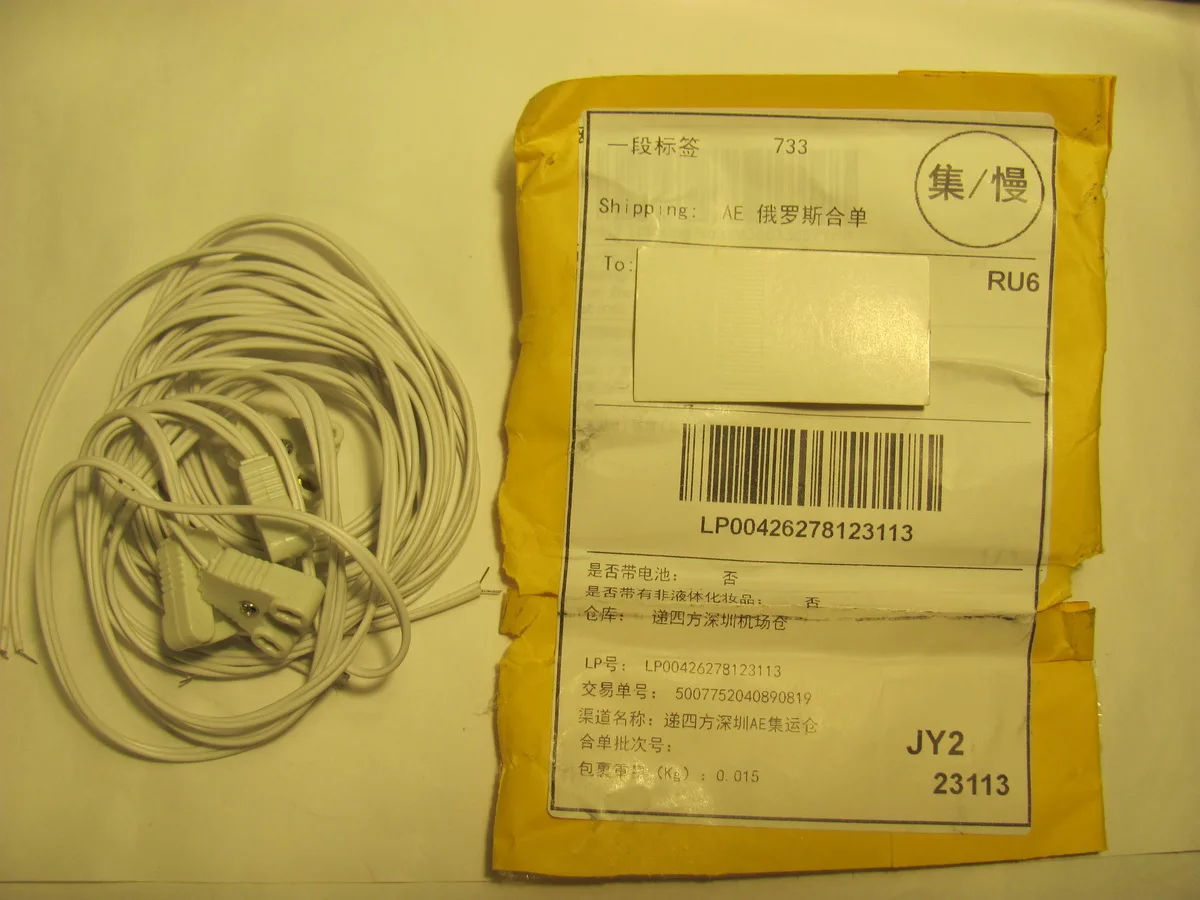 一段标签 733
集/慢
Shipping: AE 俄罗斯合单
To:
RU6
LP00426278123113
是否带电池: 否
是否带有非液体化妆品: 否
仓库: 递四方深圳机场仓
LP号: LP00426278123113
交易单号: 5007752040890819
渠道名称: 递四方深圳AE集运仓
合单批次号:
包裹重量 (Kg) : 0.015
JY2
23113